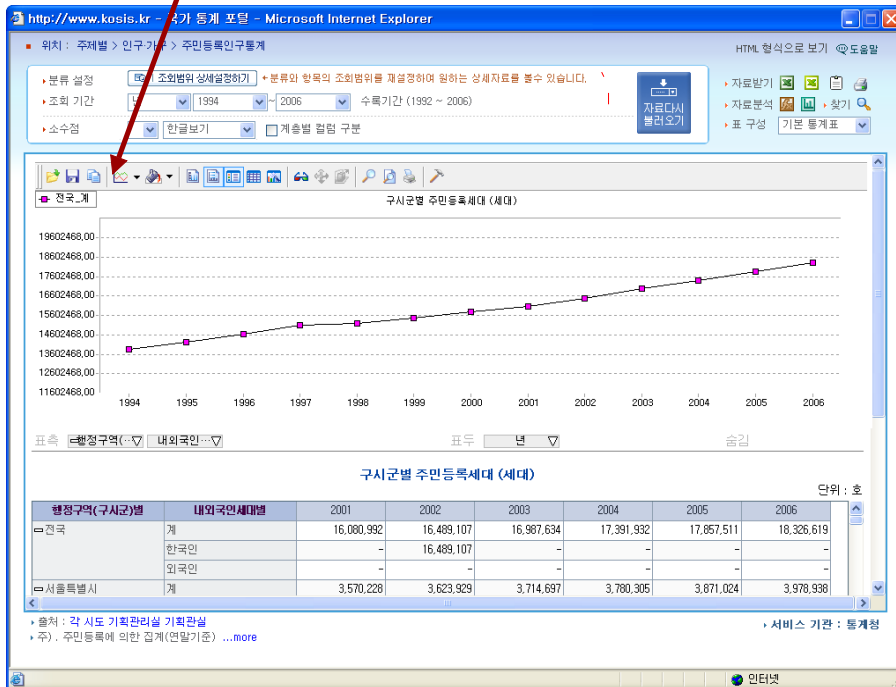 http://www.kosis.kr - 국가 통계 포털 - Microsoft Internet Explorer
위치 : 주제별 > 인구·가구 > 주민등록인구통계
HTML 형식으로 보기 도움말
분류 설정 조회범위 상세설정하기 분류와 항목의 조회범위를 재설정하여 원하는 상세자료를 볼수 있습니다.
조회 기간 년 1994 ~ 2006 수록기간 (1992 ~ 2006)
소수점 한글보기 계층별 컬럼 구분
자료다시
불러오기
자료받기
자료분석 찾기
표 구성 기본 통계표
전국_계
구시군별 주민등록세대 (세대)
19602468,00
18602468,00
17602468,00
16602468,00
15602468,00
14602468,00
13602468,00
12602468,00
11602468,00
1994 1995 1996 1997 1998 1999 2000 2001 2002 2003 2004 2005 2006
표측 행정구역(··· 내외국인··· 표두 년 숨김
구시군별 주민등록세대 (세대)
단위 : 호
행정구역(구시군)별 내외국인세대별 2001 2002 2003 2004 2005 2006
전국 계 16,080,992 16,489,107 16,987,634 17,391,932 17,857,511 18,326,619
한국인 - 16,489,107 - - - -
외국인 - - - - - -
서울특별시 계 3,570,228 3,623,929 3,714,697 3,780,305 3,871,024 3,978,938
출처 : 각 시도 기획관리실 기획관실
주) . 주민등록에 의한 집계(연말기준) ...more
서비스 기관 : 통계청
인터넷